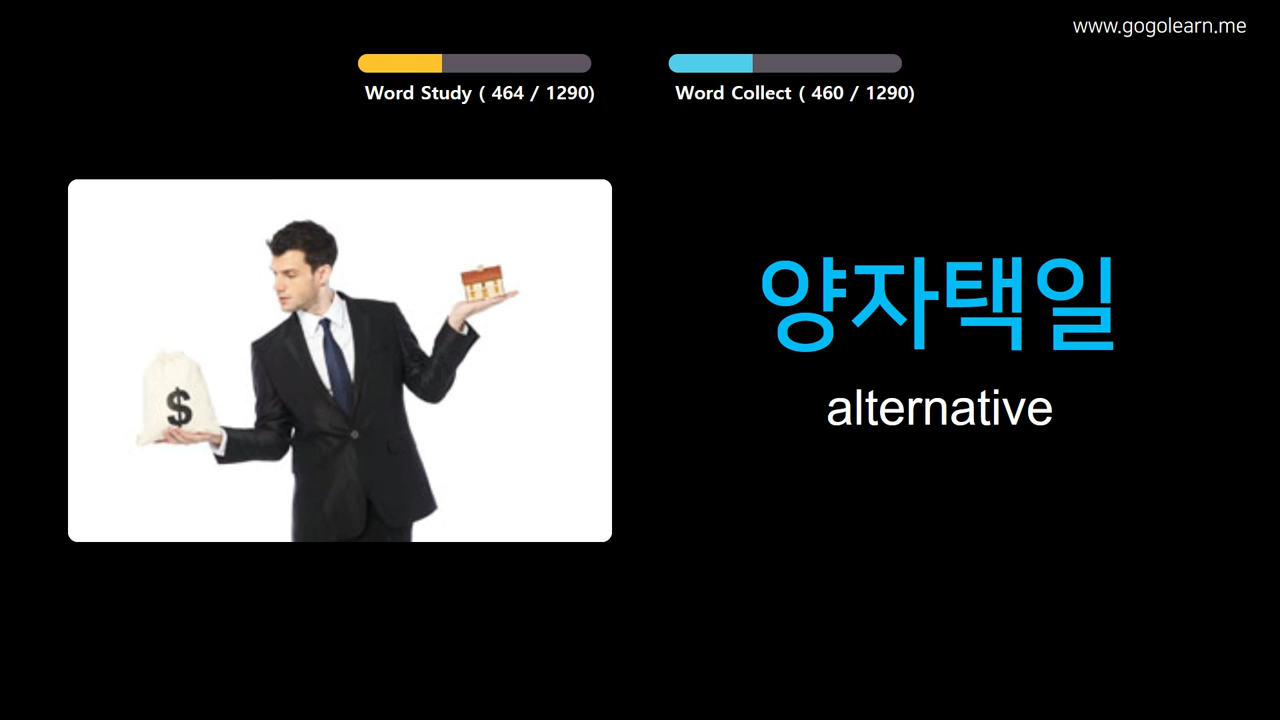 www.gogolearn.me
Word Study ( 464 / 1290)
Word Collect ( 460 / 1290)
$
양자택일
alternative